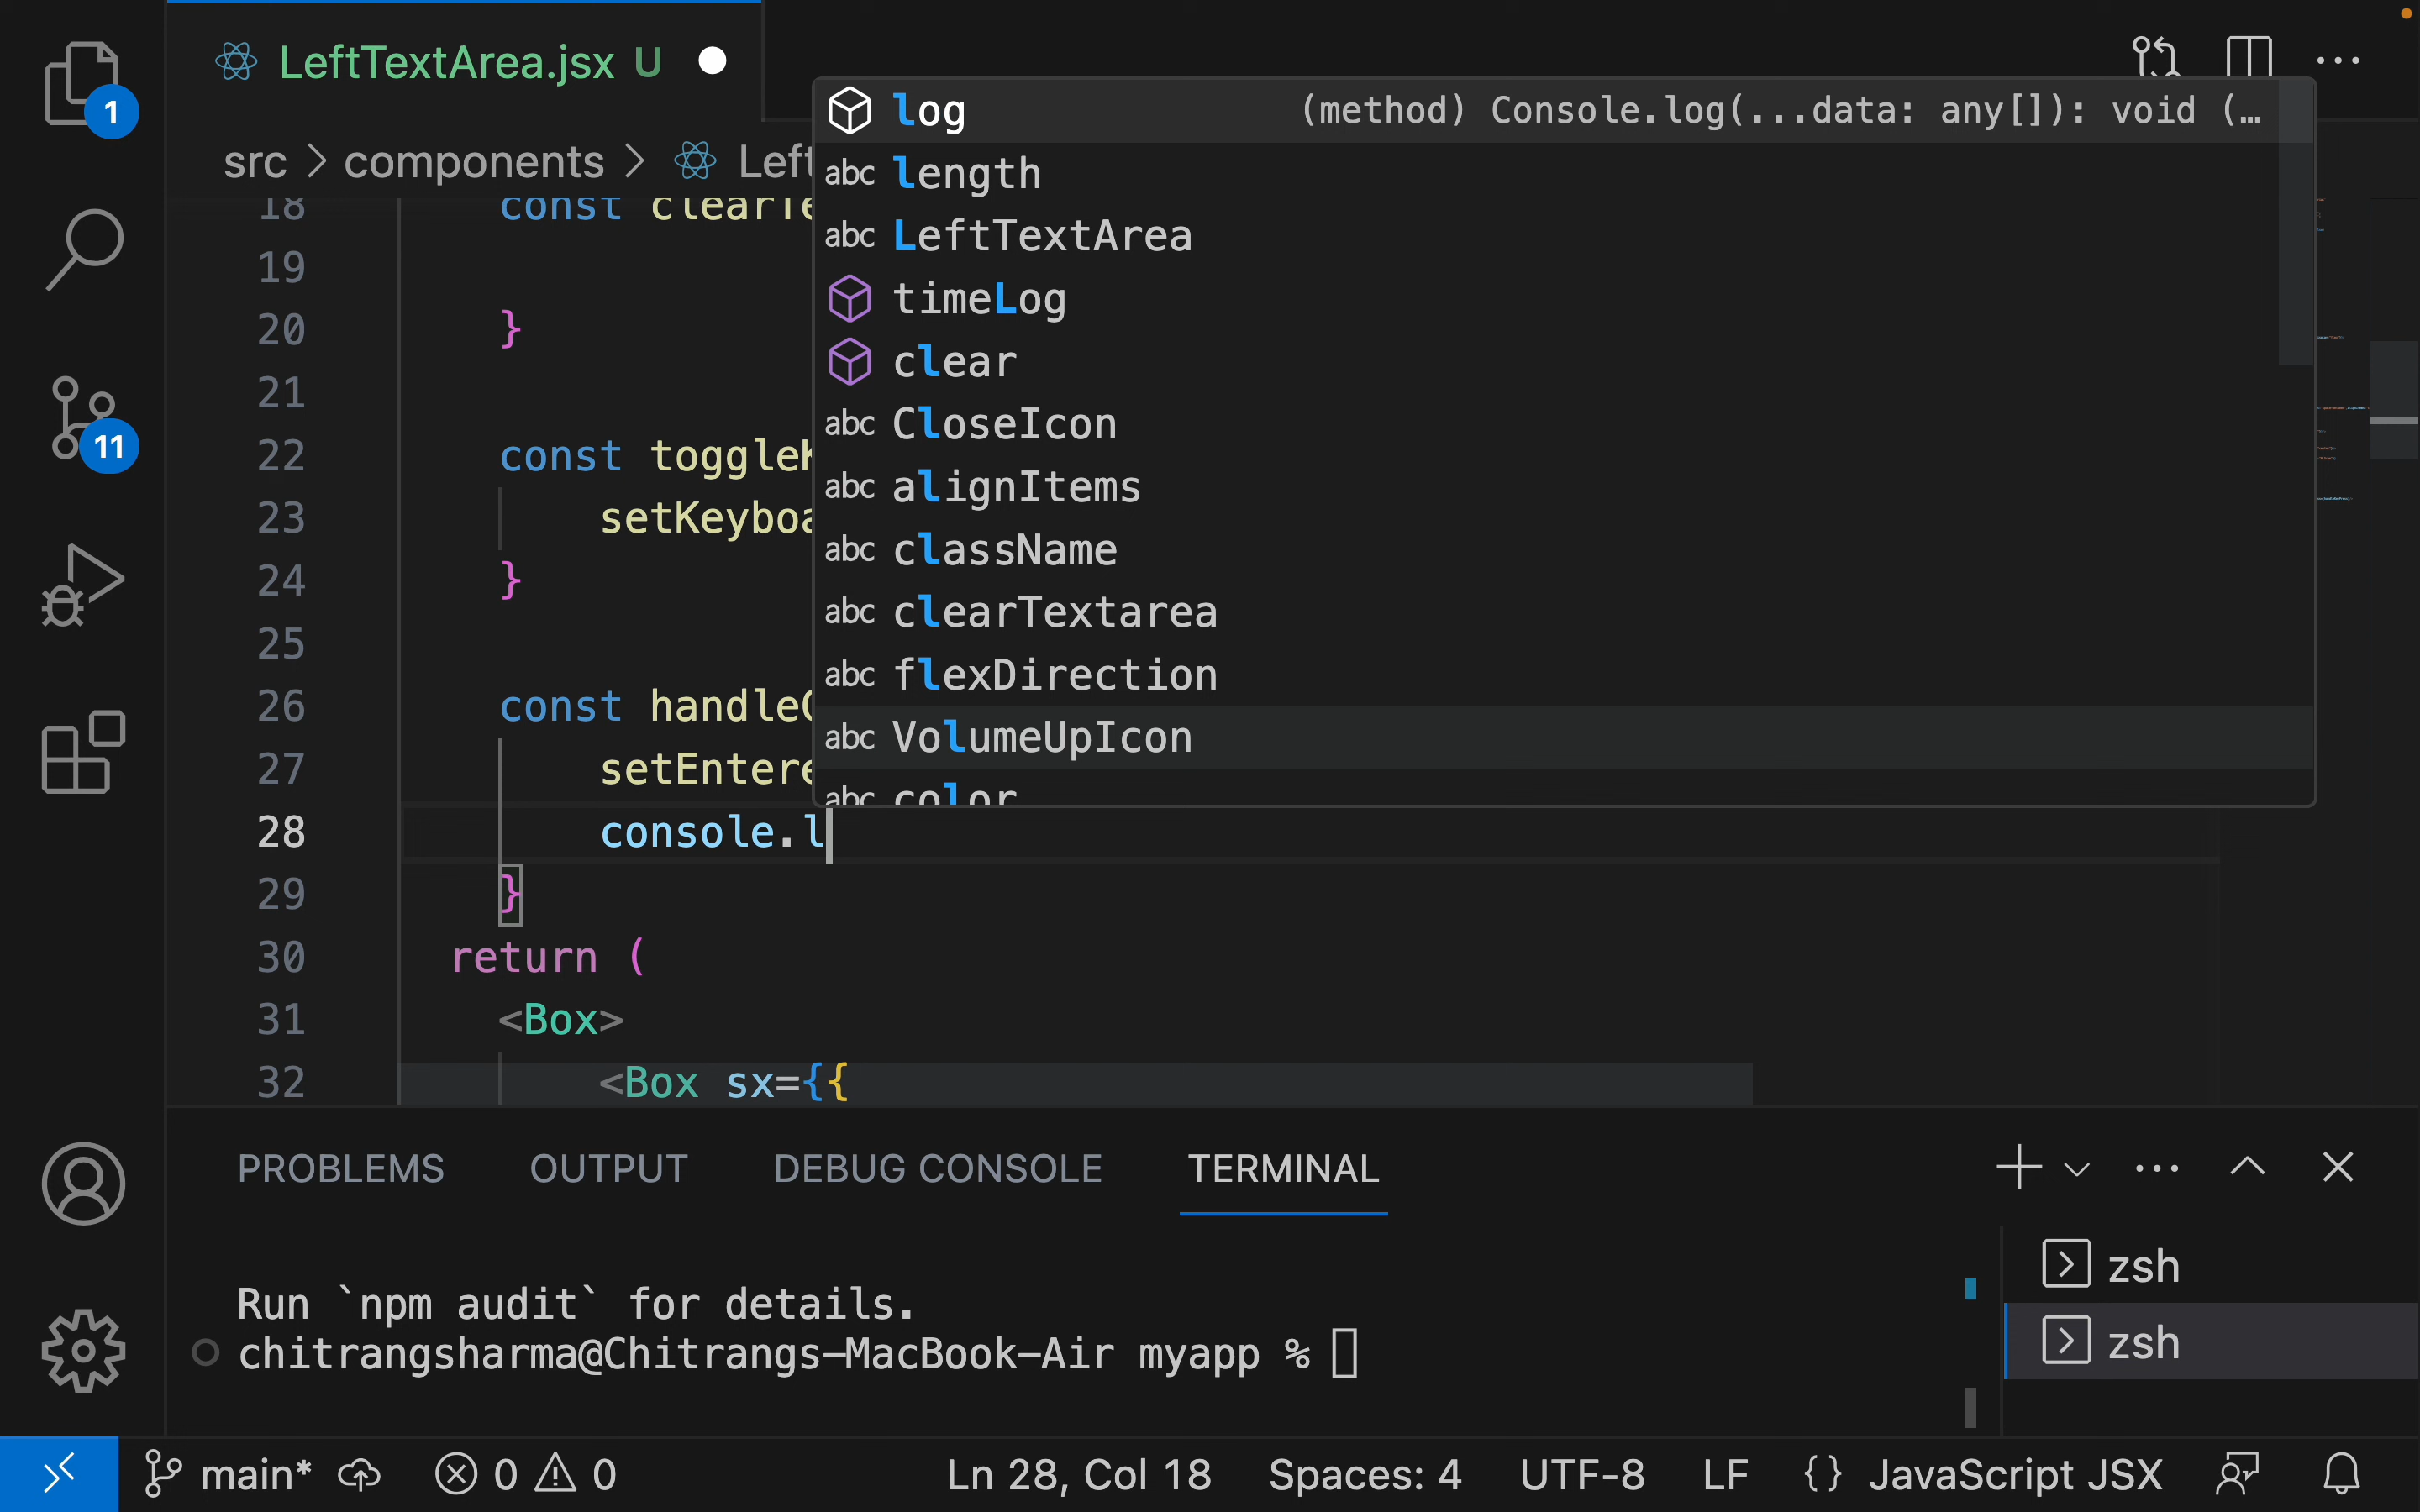 LeftTextArea.jsx U
1
src > components > Left
log (method) Console.log(...data: any[]): void (…
abc length
abc LeftTextArea
timeLog
clear
abc CloseIcon
abc alignItems
abc className
abc clearTextarea
abc flexDirection
abc VolumeUpIcon
abc color
18 const clearTe
19
20 }
21
22 const toggleK
23 setKeyboa
24 }
25
26 const handleC
27 setEntere
28 console.l
29 }
30 return (
31 <Box>
32 <Box sx={{
11
PROBLEMS OUTPUT DEBUG CONSOLE TERMINAL
Run `npm audit` for details.
chitrangsharma@Chitrangs-MacBook-Air myapp %
zsh
zsh
main* 0 0 Ln 28, Col 18 Spaces: 4 UTF-8 LF {} JavaScript JSX